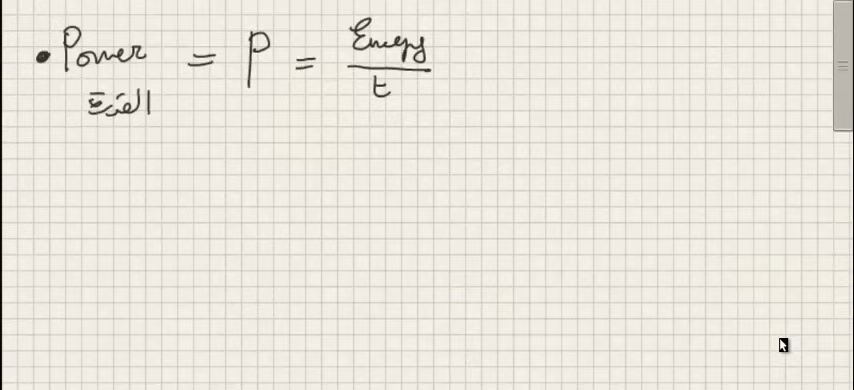 • Power = P = Energy / t
القدرة